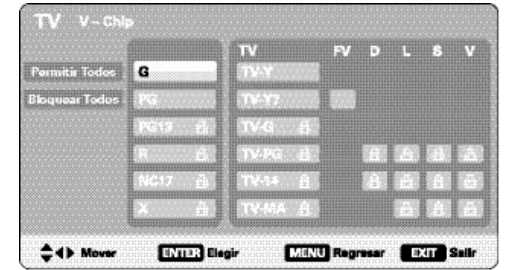 TV V-Chip
TV FV D L S V
Permitir Todos G TV-Y
Bloquear Todos PG TV-Y7
PG13 TV-G
R TV-PG
NC17 TV-14
X TV-MA
Mover ENTER Elegir MENU Regresar EXIT Salir